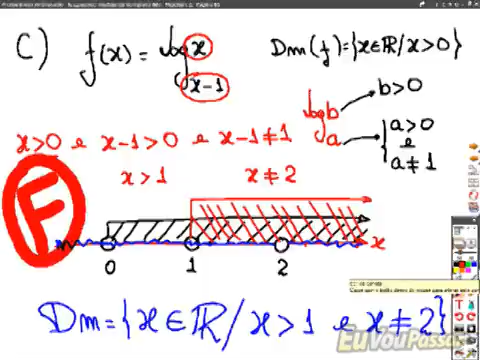 C) f(x) = log x Dm(f)={x∈ℝ/x>0}
x-1
log b b>0
a { a>0
e
a≠1
x>0 e x-1>0 e x-1≠1
x>1 x≠2
F
x
0 1 2
Dm={x∈ℝ/x>1 e x≠2}
EuVouPassar